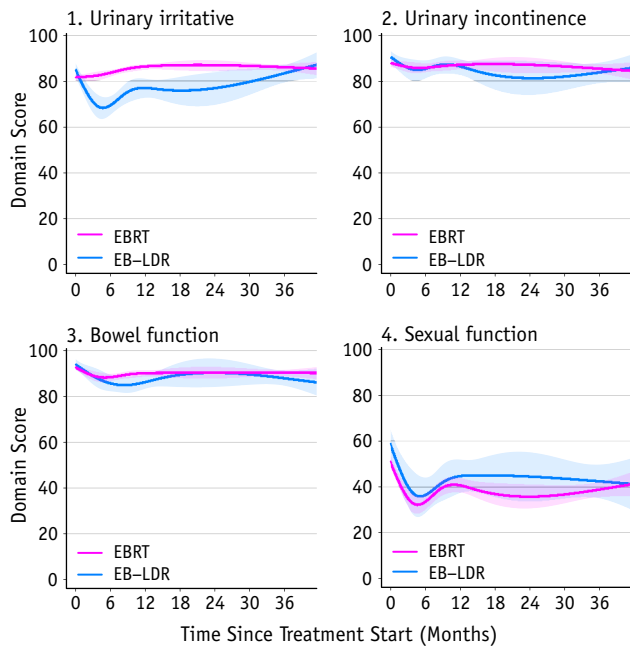 1. Urinary irritative
2. Urinary incontinence
Domain Score
100
80
60
40
20
0
EBRT
EB–LDR
0 6 12 18 24 30 36
100
80
60
40
20
0
EBRT
EB–LDR
0 6 12 18 24 30 36
3. Bowel function
4. Sexual function
Domain Score
100
80
60
40
20
0
EBRT
EB–LDR
0 6 12 18 24 30 36
100
80
60
40
20
0
EBRT
EB–LDR
0 6 12 18 24 30 36
Time Since Treatment Start (Months)